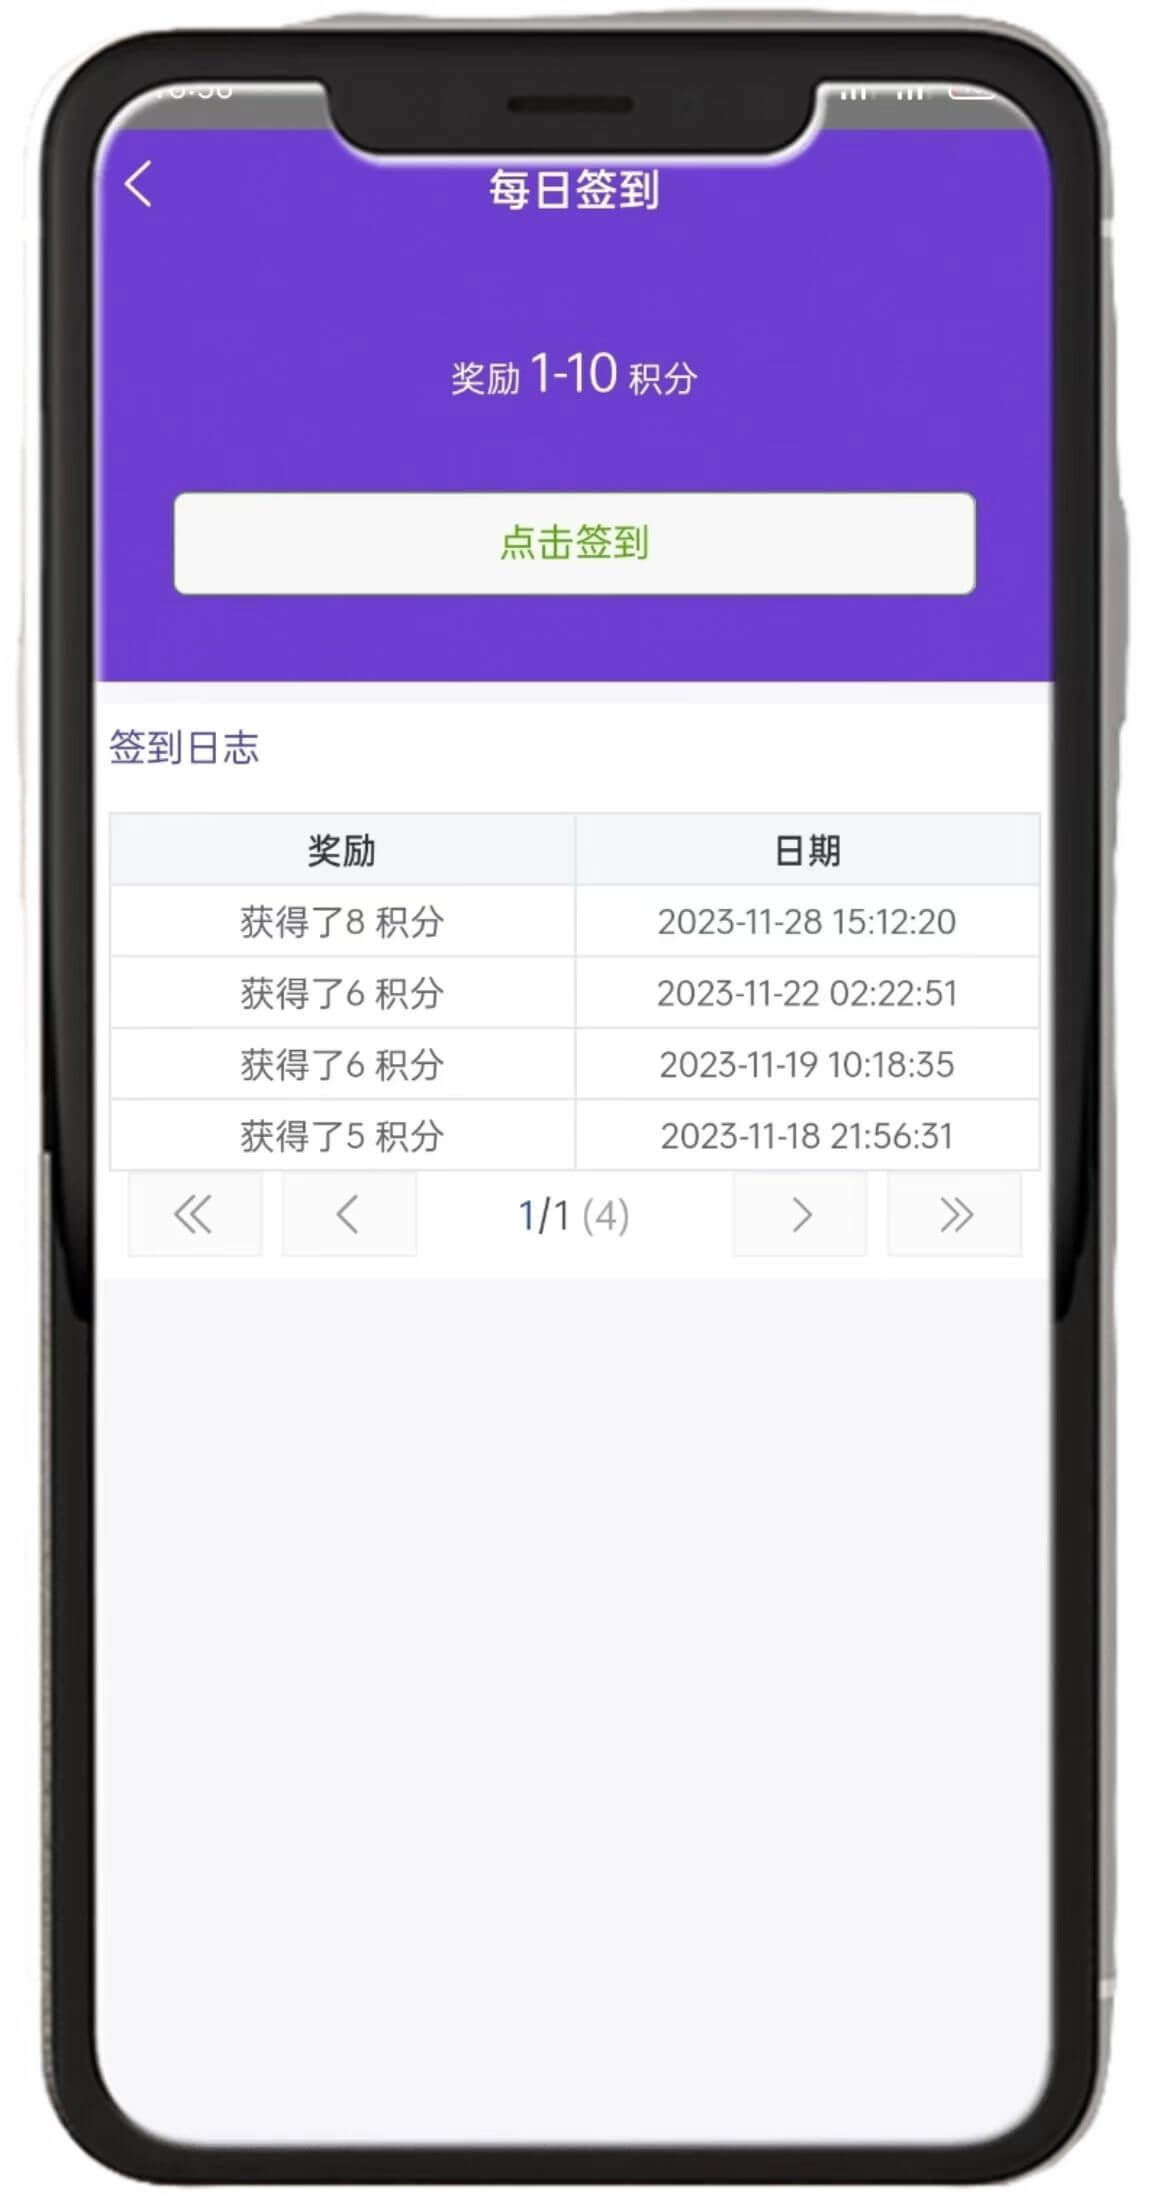 每日签到
奖励 1-10 积分
点击签到
签到日志
奖励 日期
获得了8 积分 2023-11-28 15:12:20
获得了6 积分 2023-11-22 02:22:51
获得了6 积分 2023-11-19 10:18:35
获得了5 积分 2023-11-18 21:56:31
1/1 (4)